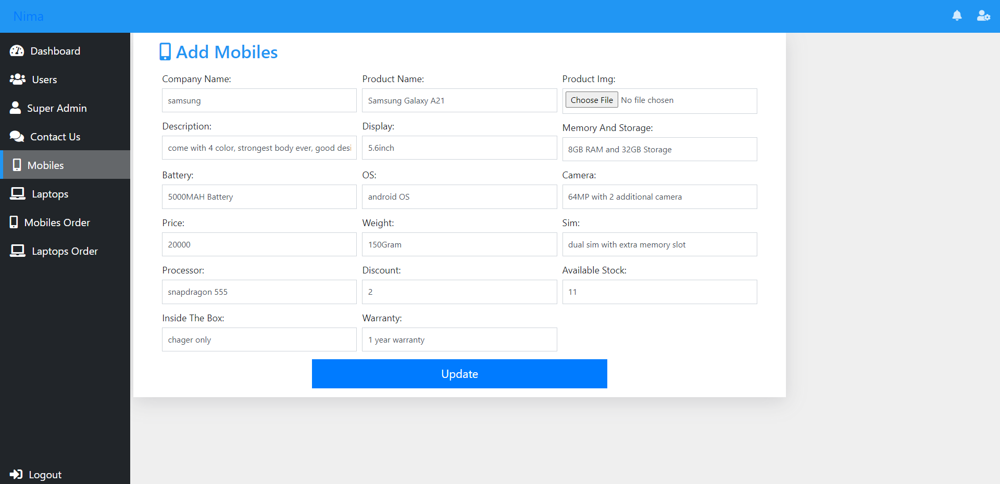 Nima
Dashboard
Users
Super Admin
Contact Us
Mobiles
Laptops
Mobiles Order
Laptops Order
Logout
Add Mobiles
Company Name:
samsung
Product Name:
Samsung Galaxy A21
Product Img:
Choose File No file chosen
Description:
come with 4 color, strongest body ever, good desi
Display:
5.6inch
Memory And Storage:
8GB RAM and 32GB Storage
Battery:
5000MAH Battery
OS:
android OS
Camera:
64MP with 2 additional camera
Price:
20000
Weight:
150Gram
Sim:
dual sim with extra memory slot
Processor:
snapdragon 555
Discount:
2
Available Stock:
11
Inside The Box:
chager only
Warranty:
1 year warranty
Update